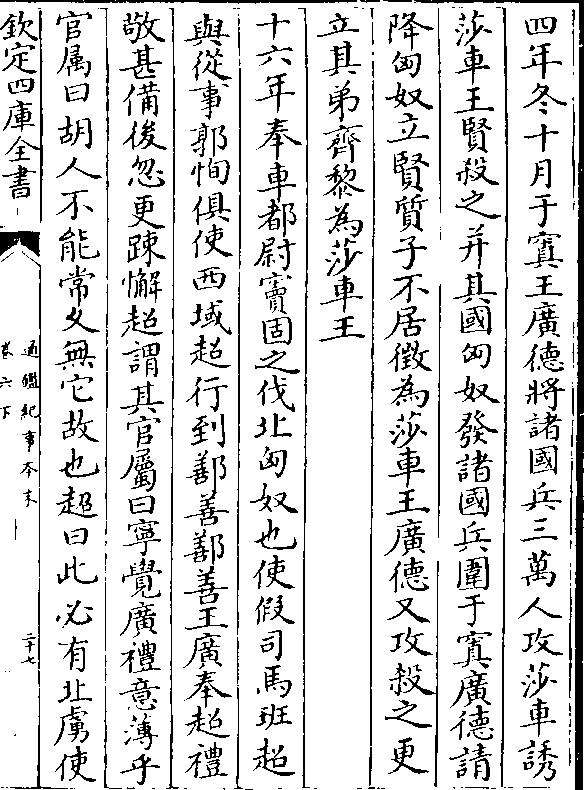 四年冬十月于窴王廣德將諸國兵三萬人攻莎車誘
莎車王賢殺之并其國匈奴發諸國兵圍于窴廣德請
降匈奴立賢質子不居徵為莎車王廣德又攻殺之更
立其弟齊黎為莎車王
十六年奉車都尉竇固之伐北匈奴也使假司馬班超
與從事郭恂俱使西域超行到鄯善鄯善王廣奉超禮
敬甚備後忽更踈懈超謂其官屬曰寧覺廣禮意薄乎
官属曰胡人不能常久無它故也超曰此必有北虜使
欽定四庫全書
通鑑紀事本末
卷六下
二十七